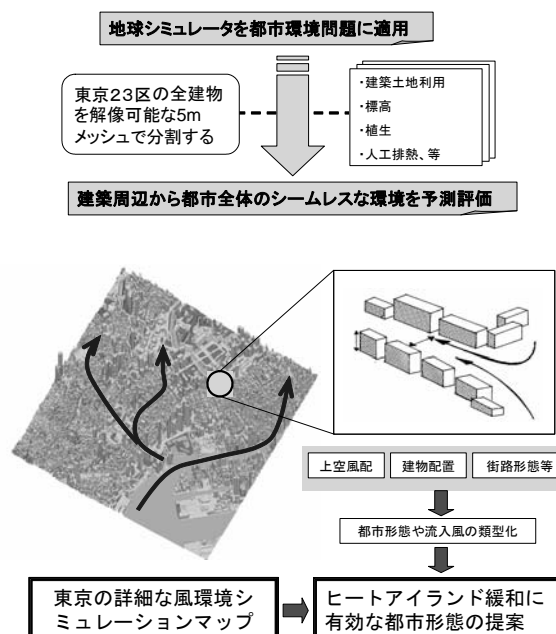 地球シミュレータを都市環境問題に適用
東京23区の全建物
を解像可能な5m
メッシュで分割する
・建築土地利用
・標高
・植生
・人工排熱、等
建築周辺から都市全体のシームレスな環境を予測評価
上空風配
建物配置
街路形態等
都市形態や流入風の類型化
東京の詳細な風環境シ
ミュレーションマップ
ヒートアイランド緩和に
有効な都市形態の提案